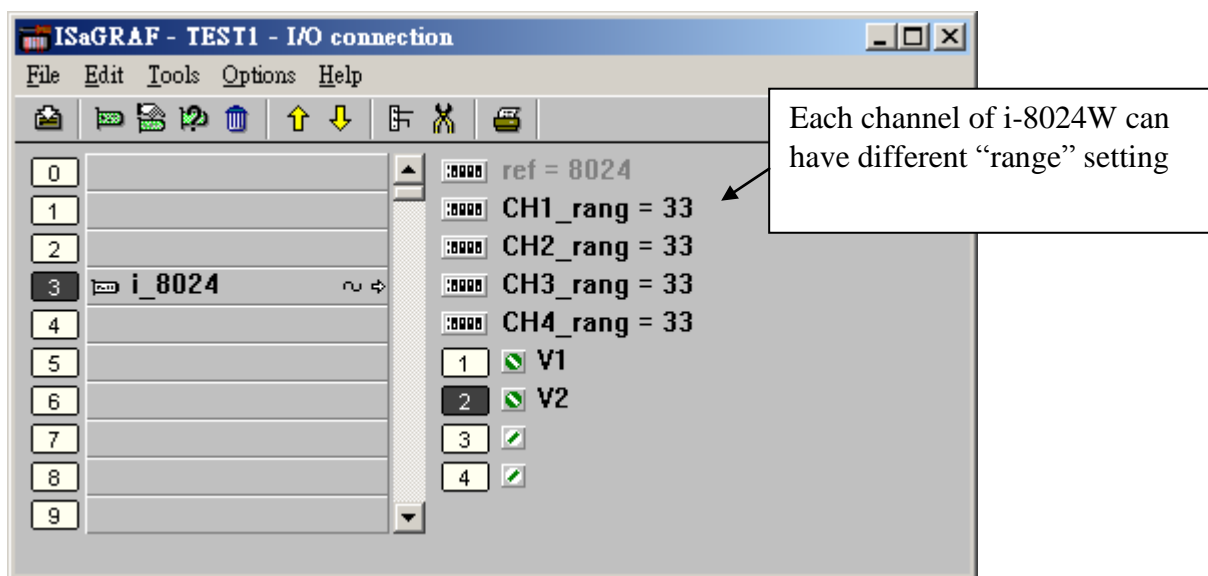 ISaGRAF - TEST1 - I/O connection
File Edit Tools Options Help
Each channel of i-8024W can
have different “range” setting
0
1
2
3 i_8024
4
5
6
7
8
9
ref = 8024
CH1_rang = 33
CH2_rang = 33
CH3_rang = 33
CH4_rang = 33
1 V1
2 V2
3
4